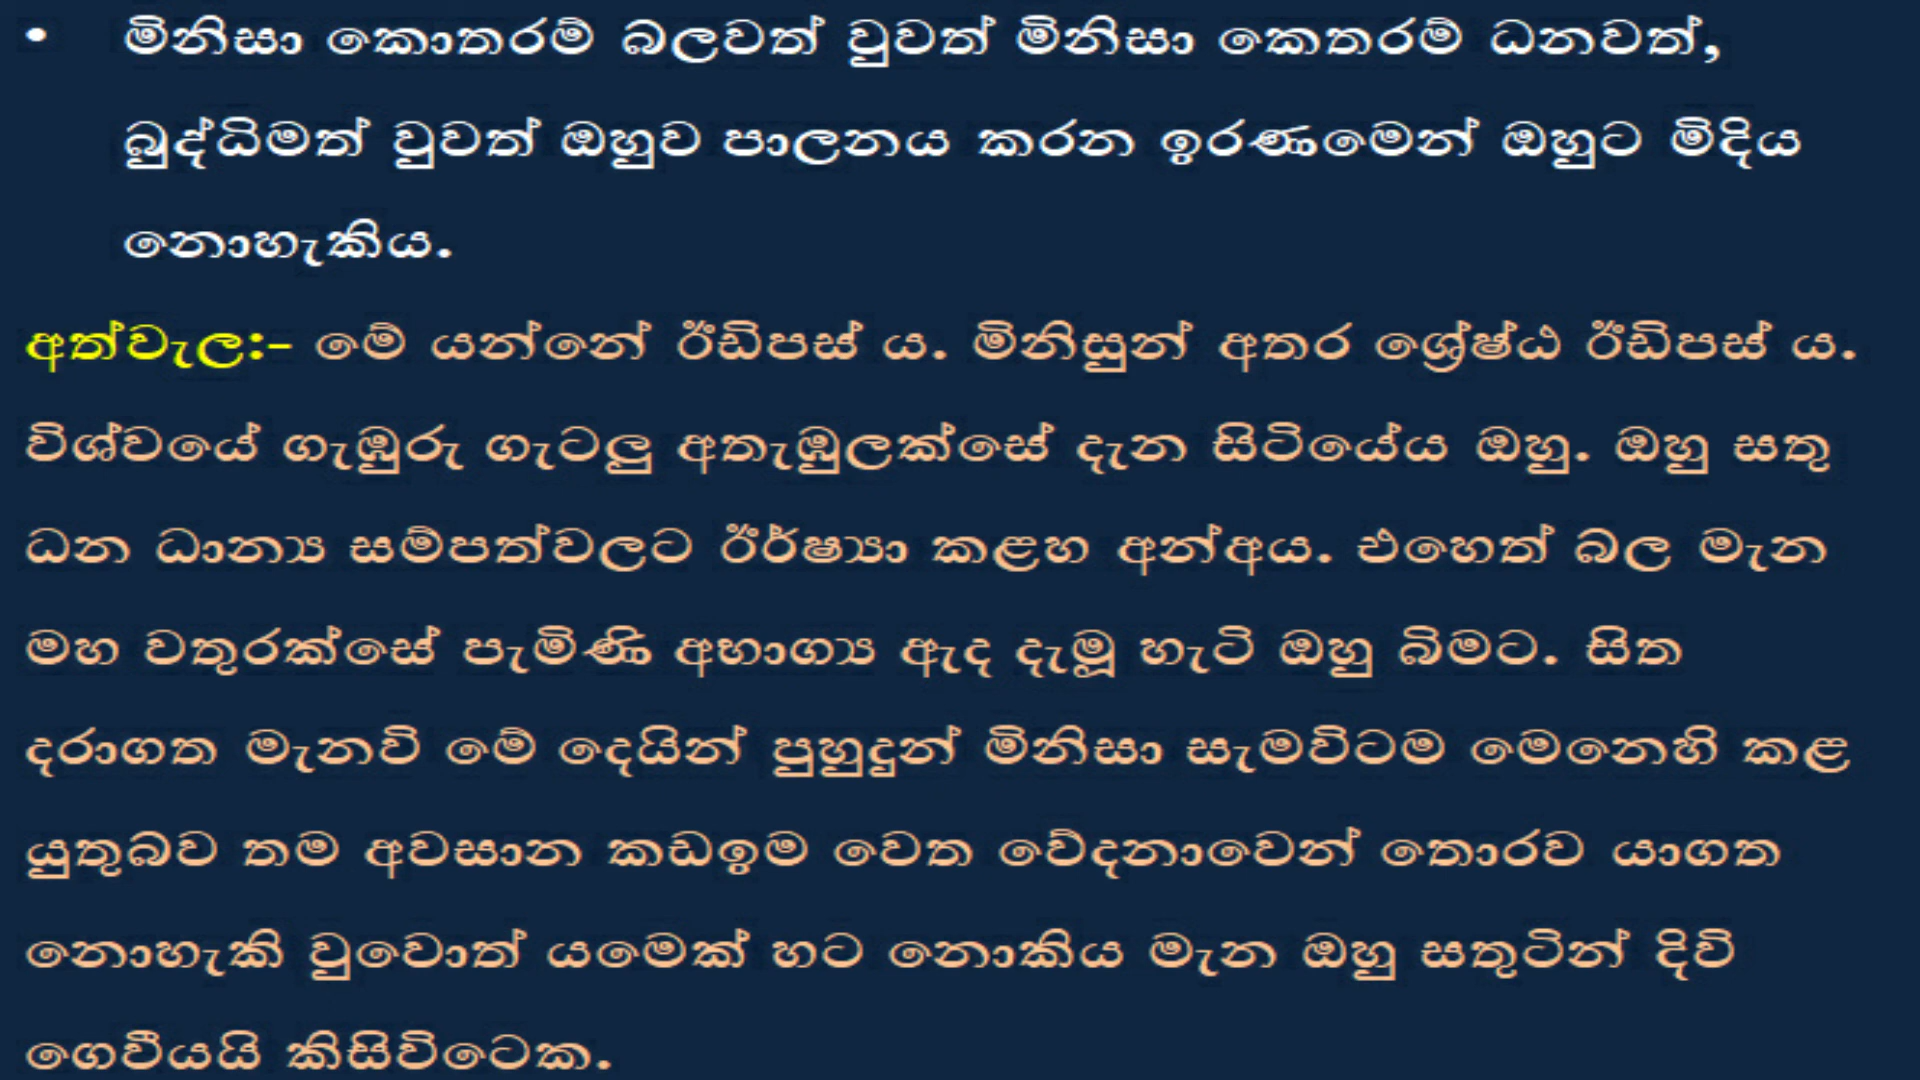 • මිනිසා කොතරම් බලවත් වුවත් මිනිසා කෙතරම් ධනවත්,
බුද්ධිමත් වුවත් ඔහුව පාලනය කරන ඉරණමෙන් ඔහුට මිදිය
නොහැකිය.
අත්වැල:- මේ යන්නේ ඊඩිපස් ය. මිනිසුන් අතර ශ්‍රේෂ්ඨ ඊඩිපස් ය.
විශ්වයේ ගැඹුරු ගැටලු අතැඹුලක්සේ දැන සිටියේය ඔහු. ඔහු සතු
ධන ධාන්‍ය සම්පත්වලට ඊර්ෂ්‍යා කළහ අන්අය. එහෙත් බල මැන
මහ වතුරක්සේ පැමිණි අභාග්‍ය ඇද දැමූ හැටි ඔහු බිමට. සිත
දරාගත මැනවි මේ දෙයින් පුහුදුන් මිනිසා සැමවිටම මෙනෙහි කළ
යුතුබව තම අවසාන කඩඉම වෙත වේදනාවෙන් තොරව යාගත
නොහැකි වුවොත් යමෙක් හට නොකිය මැන ඔහු සතුටින් දිවි
ගෙවීයයි කිසිවිටෙක.